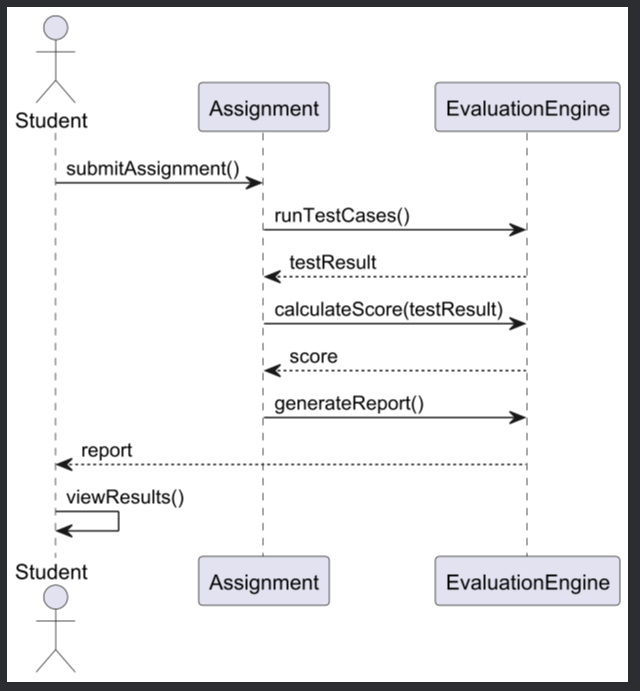 Student
Assignment
EvaluationEngine
submitAssignment()
runTestCases()
testResult
calculateScore(testResult)
score
generateReport()
report
viewResults()
Student
Assignment
EvaluationEngine